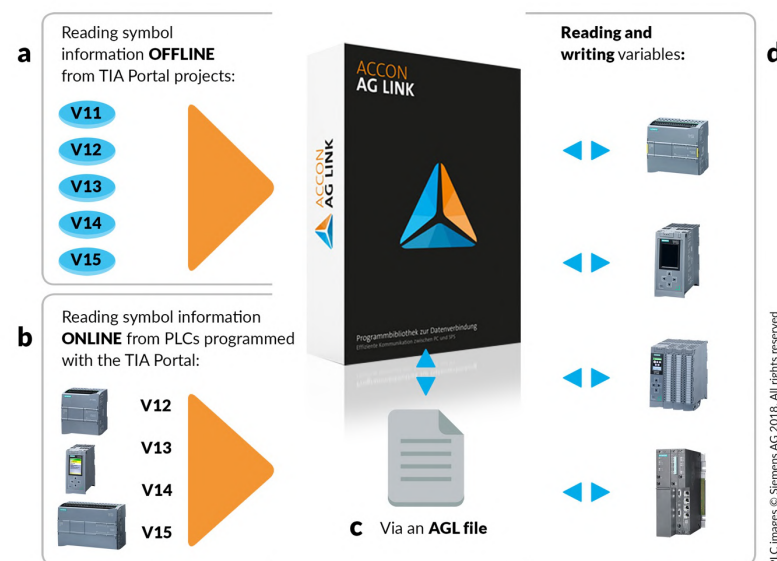 a
Reading symbol
information OFFLINE
from TIA Portal projects:
V11
V12
V13
V14
V15
b
Reading symbol information
ONLINE from PLCs programmed
with the TIA Portal:
V12
V13
V14
V15
ACCON
AG LINK
ACCON
AG LINK
Programmbibliothek zur Datenverbindung
Effiziente Kommunikation zwischen PC und SPS
c Via an AGL file
Reading and
writing variables:
d
PLC images © Siemens AG 2018. All rights reserved